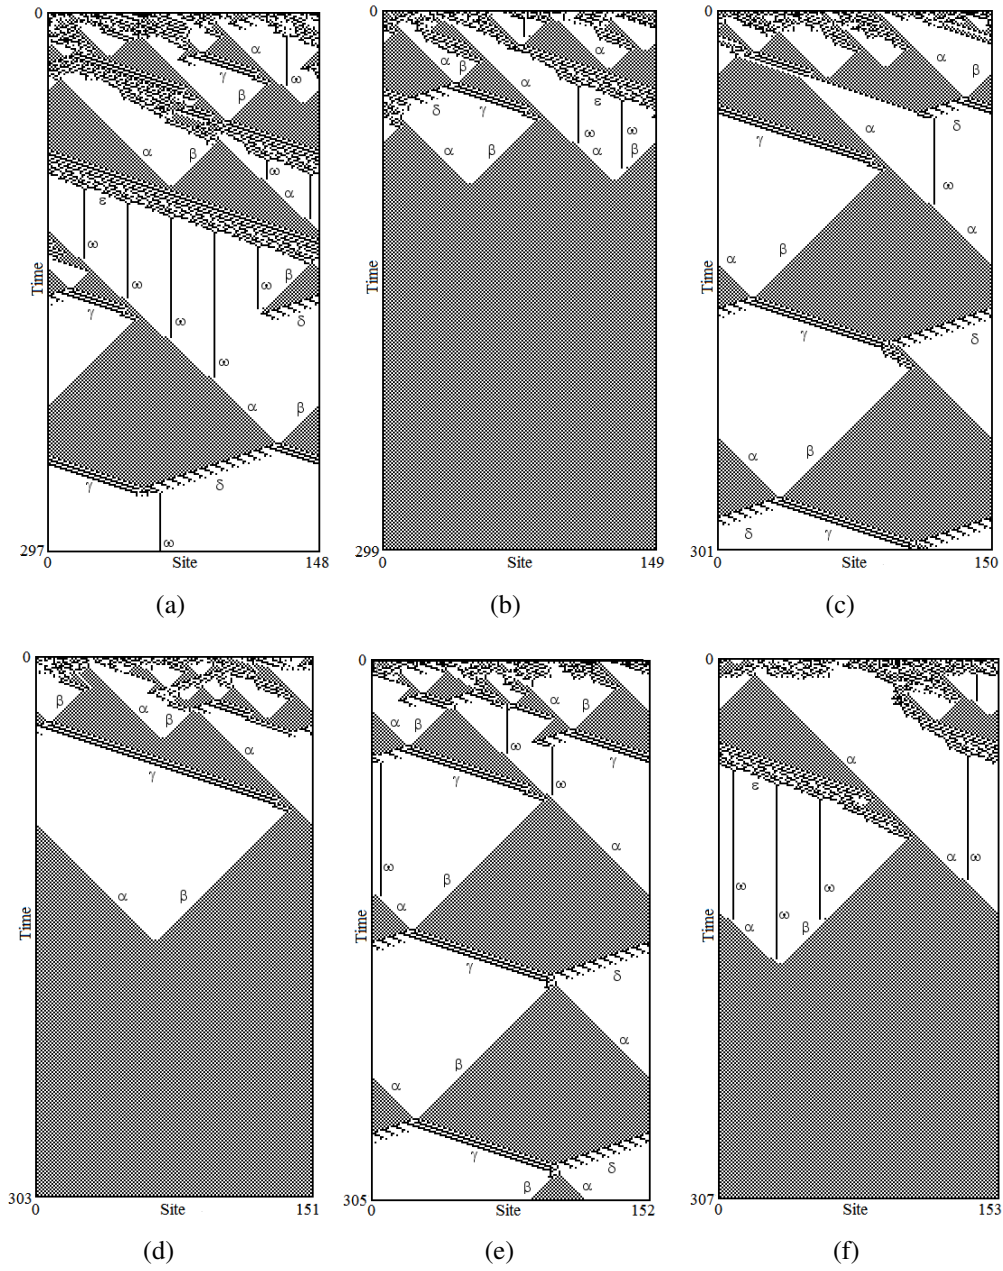 0
α
ω
γ
β
α β
ω
α
ε
ω
β
ω
ω
δ
γ
ω
ω
α β
γ δ
ω
Time
297
0 Site 148
(a)
0
α
α β
α
ε
δ γ
ω ω
α β α β
Time
299
0 Site 149
(b)
0
α
β
δ
α
γ
ω
α
β
α
γ
δ
α β
δ γ
Time
301
0 Site 150
(c)
0
β
α
β
α
γ
α β
Time
303
0 Site 151
(d)
0
α
α β β
ω
γ
γ
ω
α
ω
β
α
γ δ
α
β
α
γ
δ
β α
Time
305
0 Site 152
(e)
0
α
ε
α ω
ω
ω
ω
α β
Time
307
0 Site 153
(f)